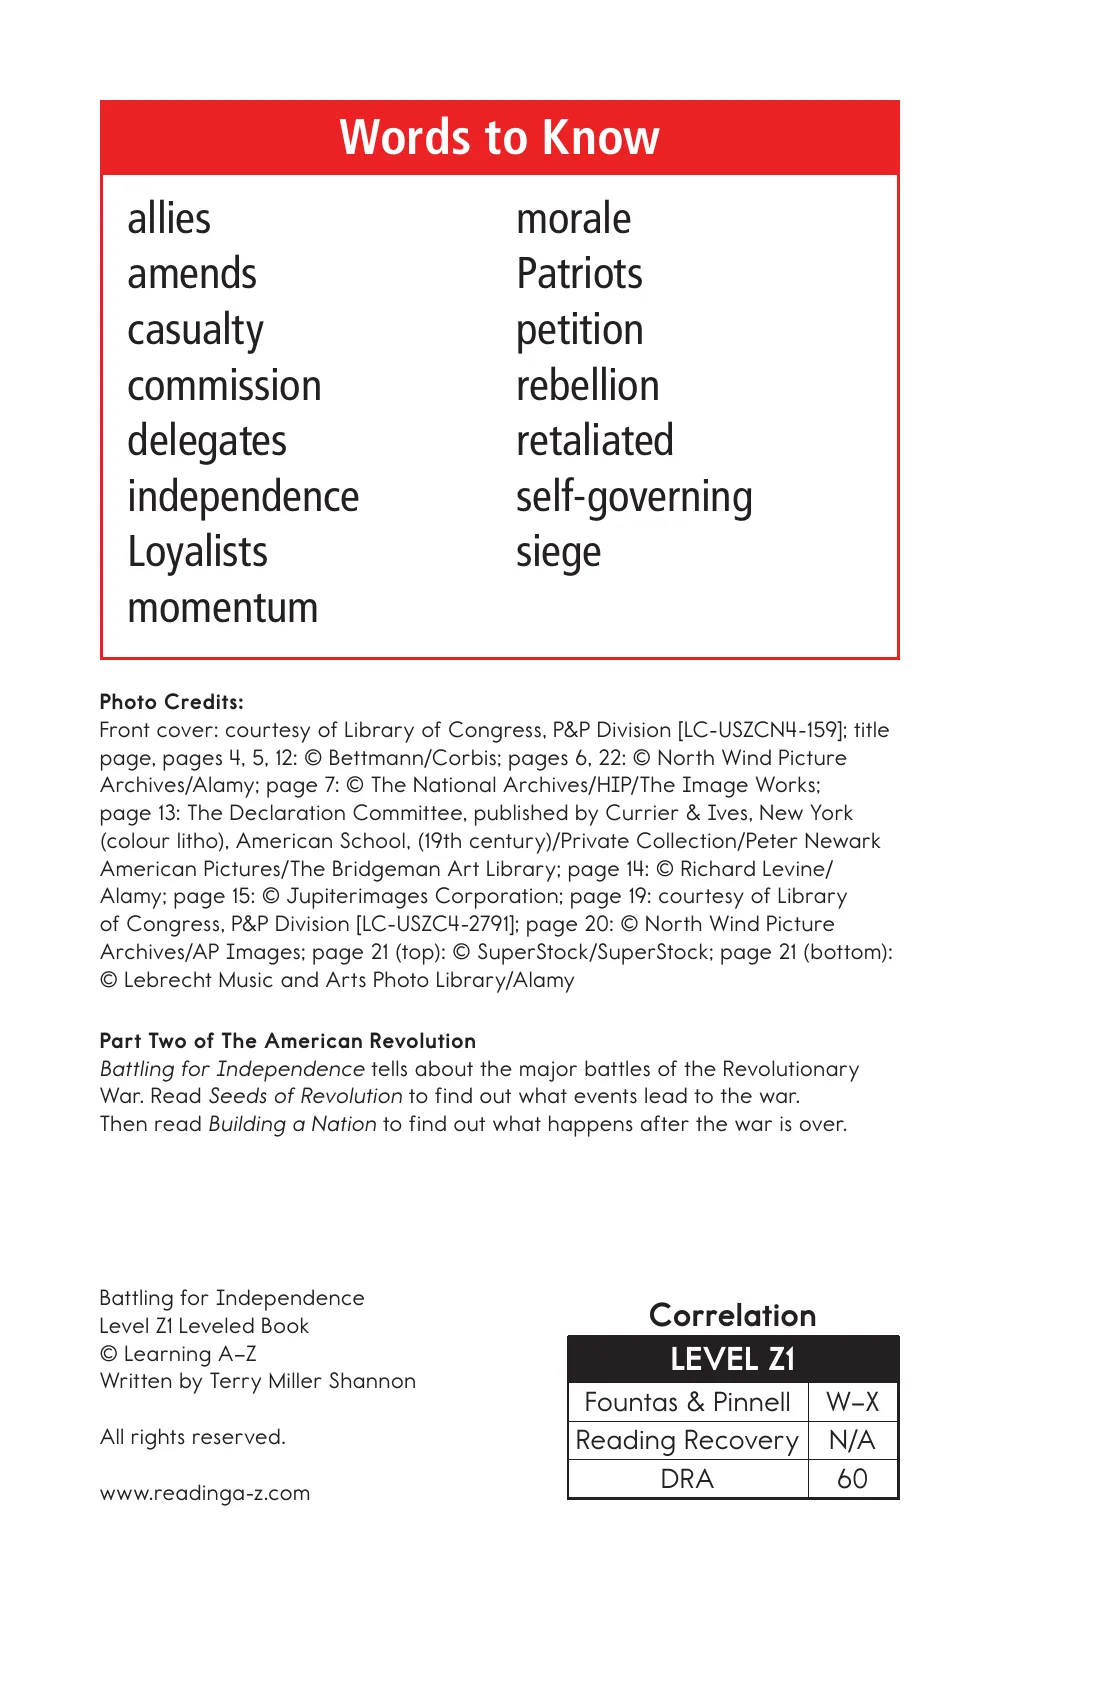 Words to Know
allies
amends
casualty
commission
delegates
independence
Loyalists
momentum
morale
Patriots
petition
rebellion
retaliated
self-governing
siege
Photo Credits:
Front cover: courtesy of Library of Congress, P&P Division [LC-USZCN4-159]; title
page, pages 4, 5, 12: © Bettmann/Corbis; pages 6, 22: © North Wind Picture
Archives/Alamy; page 7: © The National Archives/HIP/The Image Works;
page 13: The Declaration Committee, published by Currier & Ives, New York
(colour litho), American School, (19th century)/Private Collection/Peter Newark
American Pictures/The Bridgeman Art Library; page 14: © Richard Levine/
Alamy; page 15: © Jupiterimages Corporation; page 19: courtesy of Library
of Congress, P&P Division [LC-USZC4-2791]; page 20: © North Wind Picture
Archives/AP Images; page 21 (top): © SuperStock/SuperStock; page 21 (bottom):
© Lebrecht Music and Arts Photo Library/Alamy
Part Two of The American Revolution
Battling for Independence tells about the major battles of the Revolutionary
War. Read Seeds of Revolution to find out what events lead to the war.
Then read Building a Nation to find out what happens after the war is over.
Battling for Independence
Level Z1 Leveled Book
© Learning A–Z
Written by Terry Miller Shannon
All rights reserved.
www.readinga-z.com
Correlation
LEVEL Z1
Fountas & Pinnell W–X
Reading Recovery N/A
DRA 60